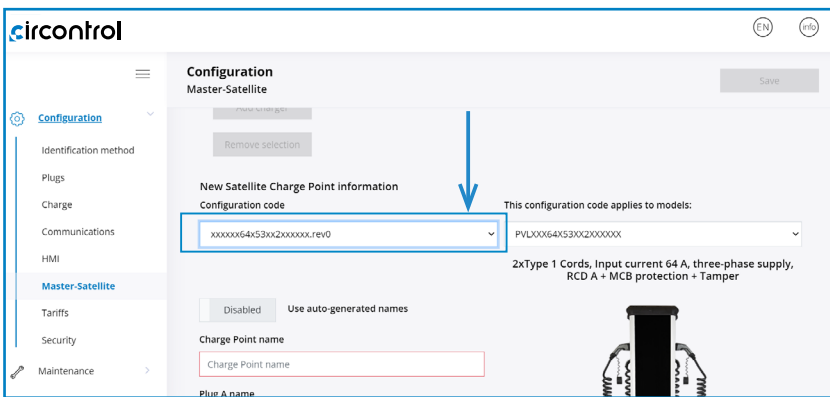 circontrol
EN
info
Configuration
Master-Satellite
Save
Configuration
Identification method
Plugs
Charge
Communications
HMI
Master-Satellite
Tariffs
Security
Maintenance
Add charger
Remove selection
New Satellite Charge Point information
Configuration code
This configuration code applies to models:
xxxxxx64x53xx2xxxxxx.rev0
PVLXXX64X53XX2XXXXXX
2xType 1 Cords, Input current 64 A, three-phase supply,
RCD A + MCB protection + Tamper
Disabled
Use auto-generated names
Charge Point name
Charge Point name
Plug A name